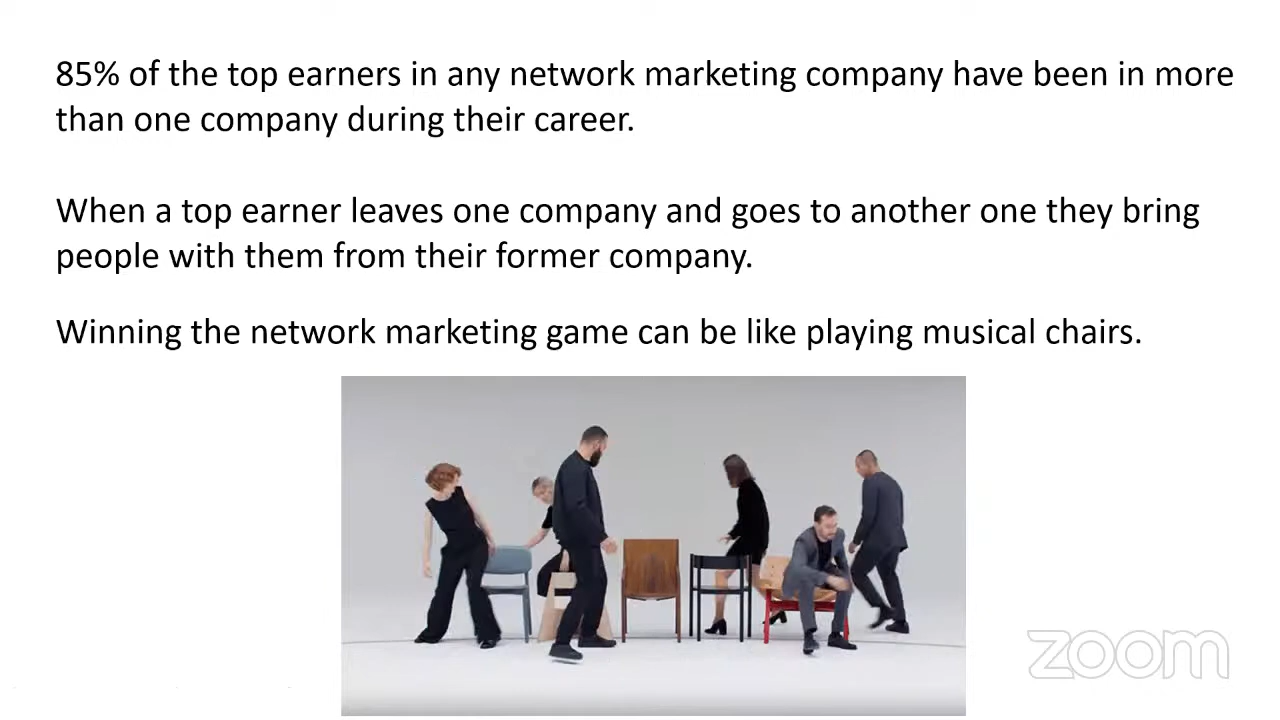 85% of the top earners in any network marketing company have been in more
than one company during their career.
When a top earner leaves one company and goes to another one they bring
people with them from their former company.
Winning the network marketing game can be like playing musical chairs.
zoom